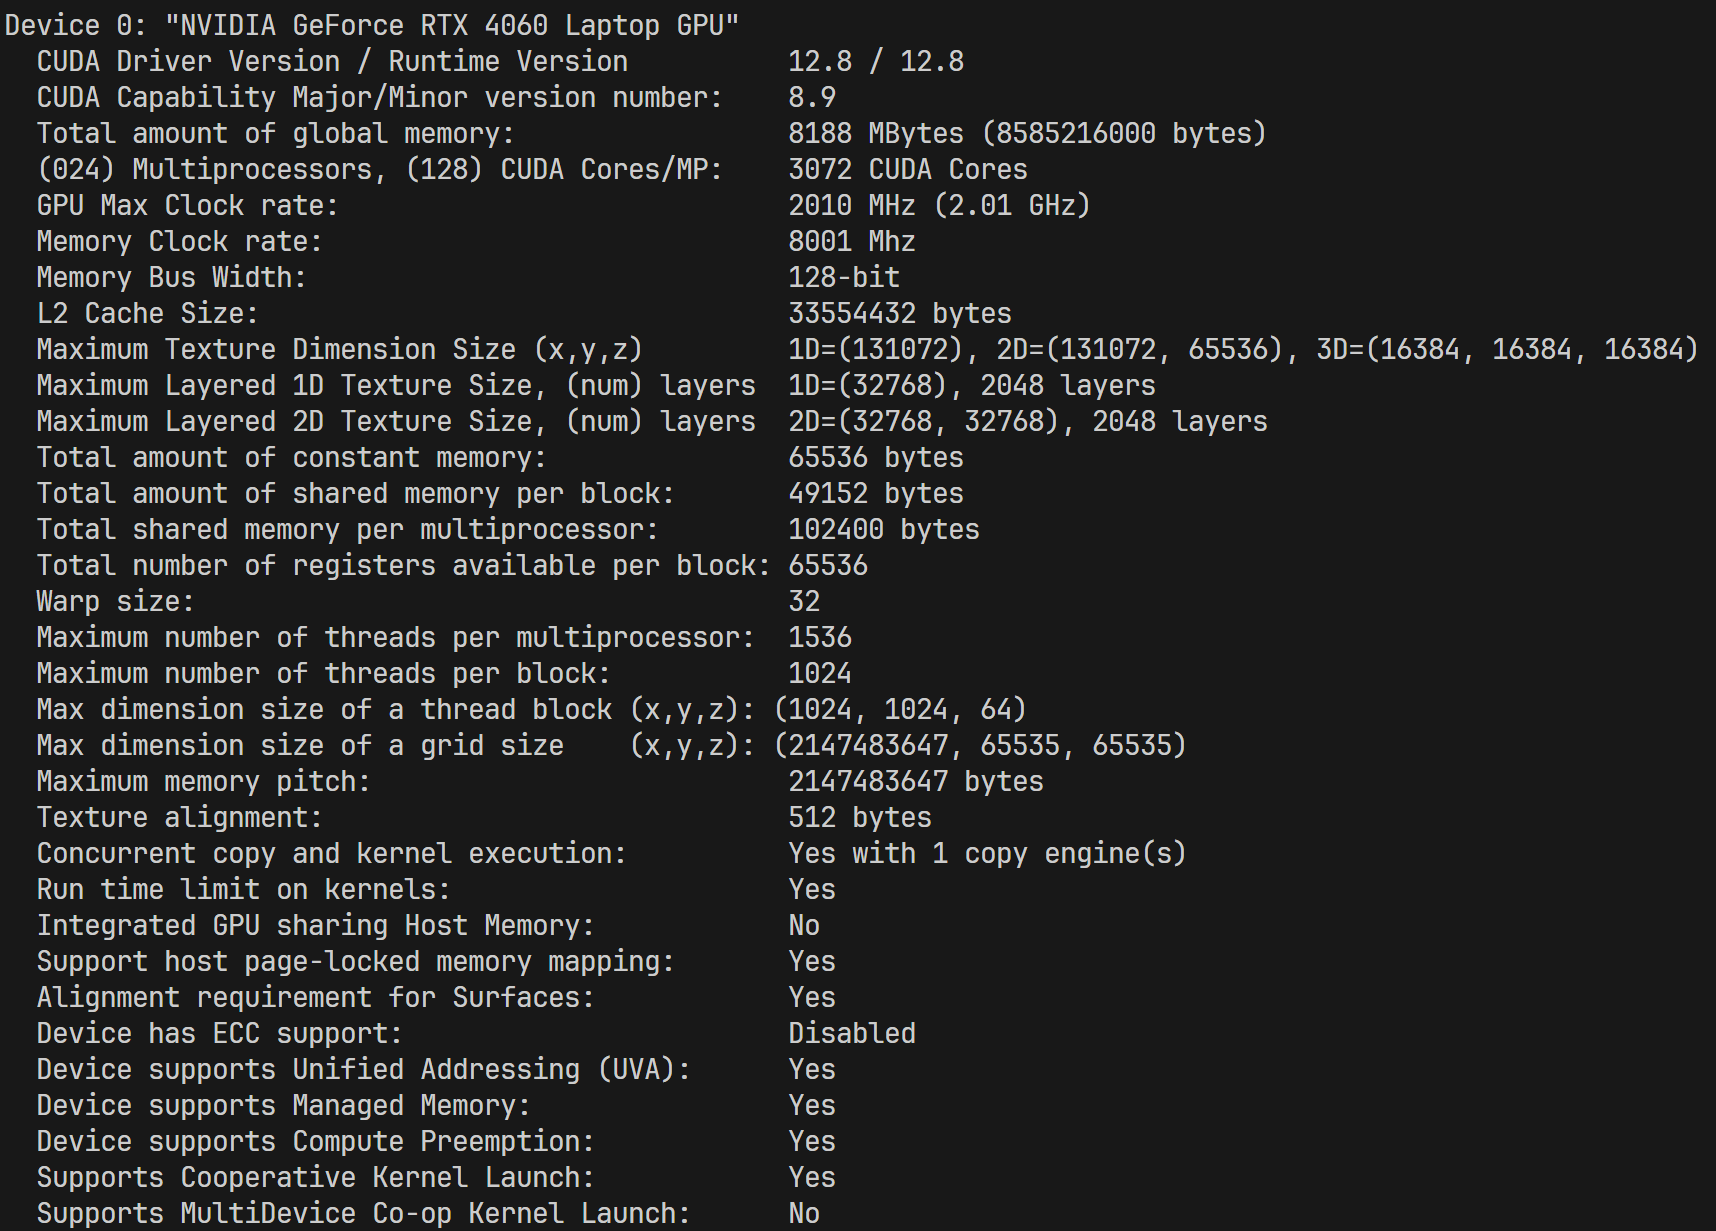 Device 0: "NVIDIA GeForce RTX 4060 Laptop GPU"
  CUDA Driver Version / Runtime Version          12.8 / 12.8
  CUDA Capability Major/Minor version number:    8.9
  Total amount of global memory:                 8188 MBytes (8585216000 bytes)
  (024) Multiprocessors, (128) CUDA Cores/MP:    3072 CUDA Cores
  GPU Max Clock rate:                            2010 MHz (2.01 GHz)
  Memory Clock rate:                             8001 Mhz
  Memory Bus Width:                              128-bit
  L2 Cache Size:                                 33554432 bytes
  Maximum Texture Dimension Size (x,y,z)         1D=(131072), 2D=(131072, 65536), 3D=(16384, 16384, 16384)
  Maximum Layered 1D Texture Size, (num) layers  1D=(32768), 2048 layers
  Maximum Layered 2D Texture Size, (num) layers  2D=(32768, 32768), 2048 layers
  Total amount of constant memory:               65536 bytes
  Total amount of shared memory per block:       49152 bytes
  Total shared memory per multiprocessor:        102400 bytes
  Total number of registers available per block: 65536
  Warp size:                                     32
  Maximum number of threads per multiprocessor:  1536
  Maximum number of threads per block:           1024
  Max dimension size of a thread block (x,y,z): (1024, 1024, 64)
  Max dimension size of a grid size    (x,y,z): (2147483647, 65535, 65535)
  Maximum memory pitch:                          2147483647 bytes
  Texture alignment:                             512 bytes
  Concurrent copy and kernel execution:          Yes with 1 copy engine(s)
  Run time limit on kernels:                     Yes
  Integrated GPU sharing Host Memory:            No
  Support host page-locked memory mapping:       Yes
  Alignment requirement for Surfaces:            Yes
  Device has ECC support:                        Disabled
  Device supports Unified Addressing (UVA):      Yes
  Device supports Managed Memory:                Yes
  Device supports Compute Preemption:            Yes
  Supports Cooperative Kernel Launch:            Yes
  Supports MultiDevice Co-op Kernel Launch:      No